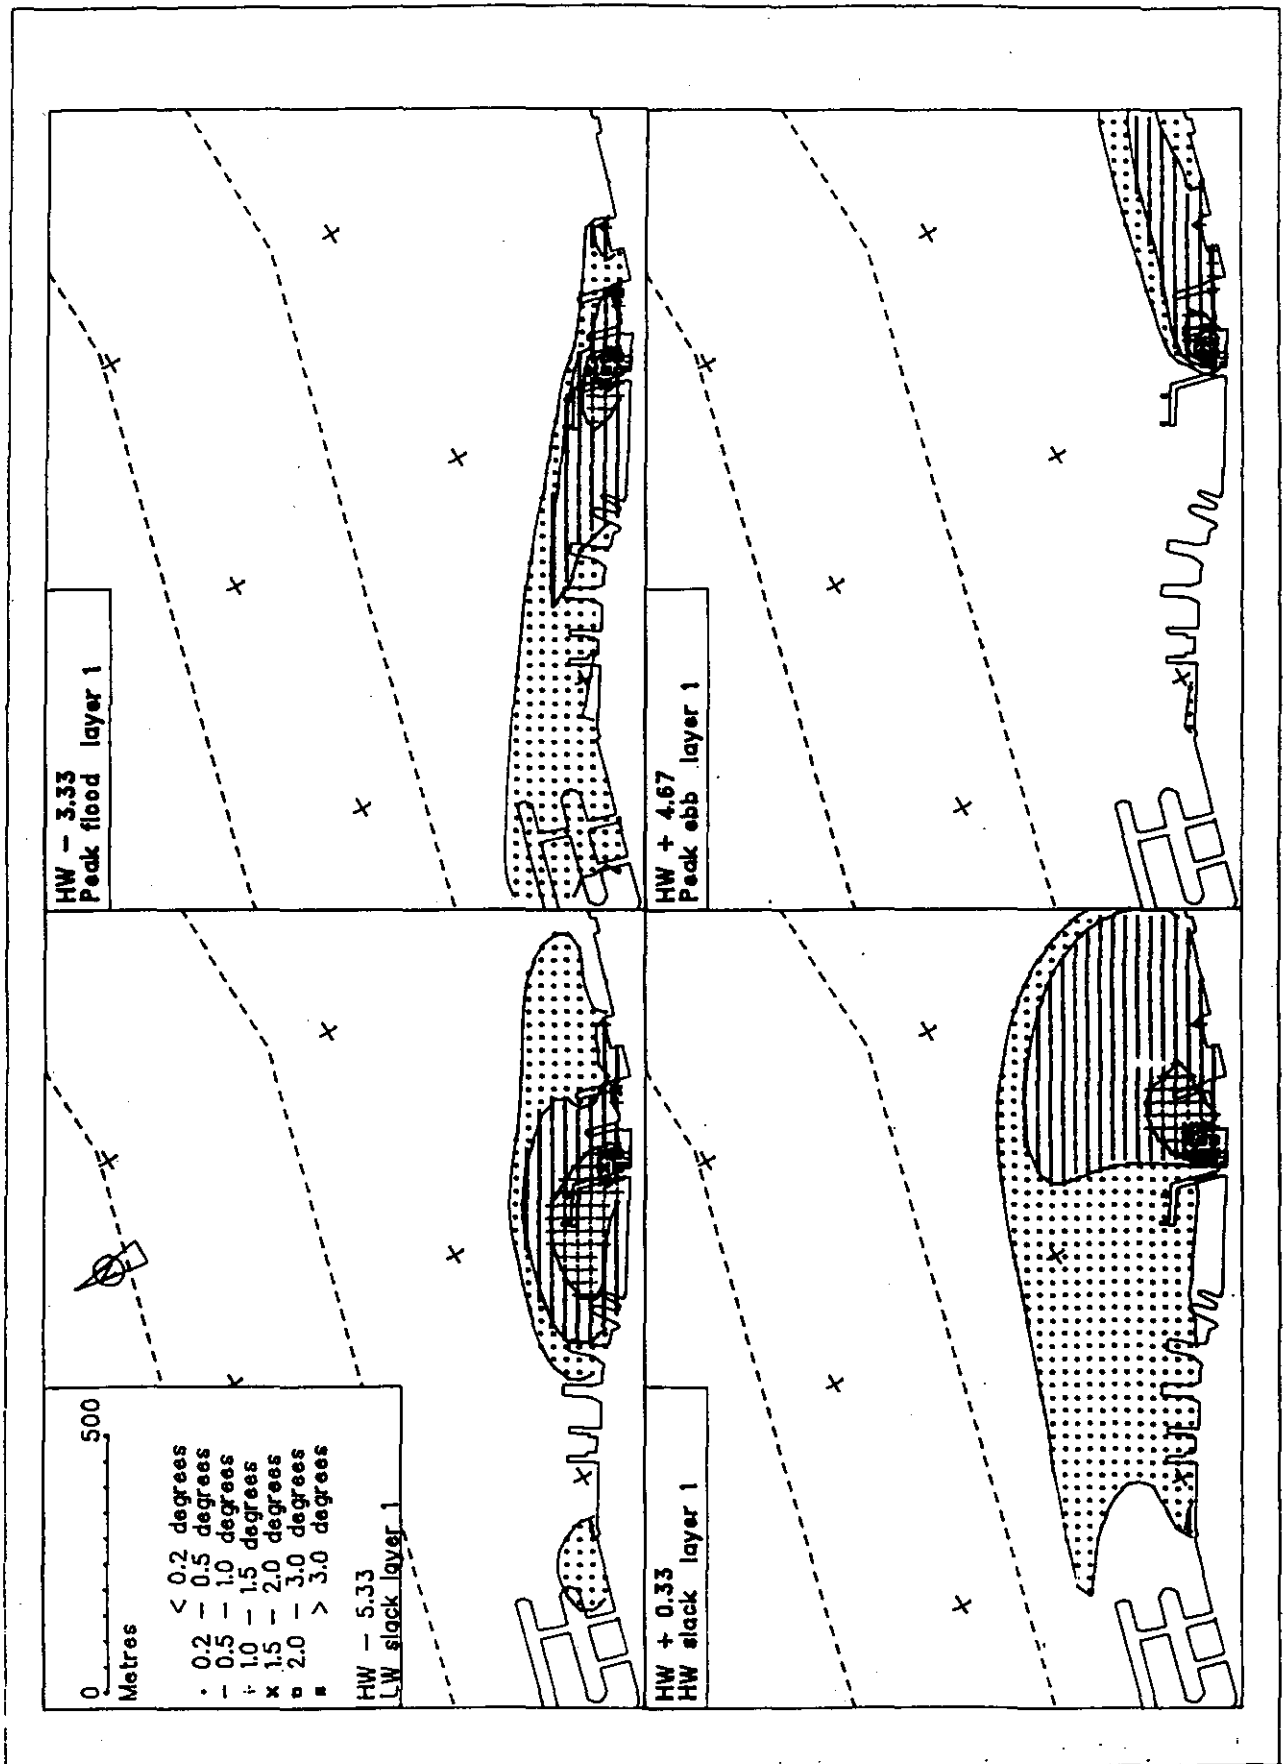 0 500
Metres
< 0.2 degrees
· 0.2 – 0.5 degrees
– 0.5 – 1.0 degrees
+ 1.0 – 1.5 degrees
x 1.5 – 2.0 degrees
▫ 2.0 – 3.0 degrees
▪ > 3.0 degrees
HW – 5.33
LW slack layer 1
HW – 3.33
Peak flood layer 1
HW + 0.33
HW slack layer 1
HW + 4.67
Peak ebb layer 1